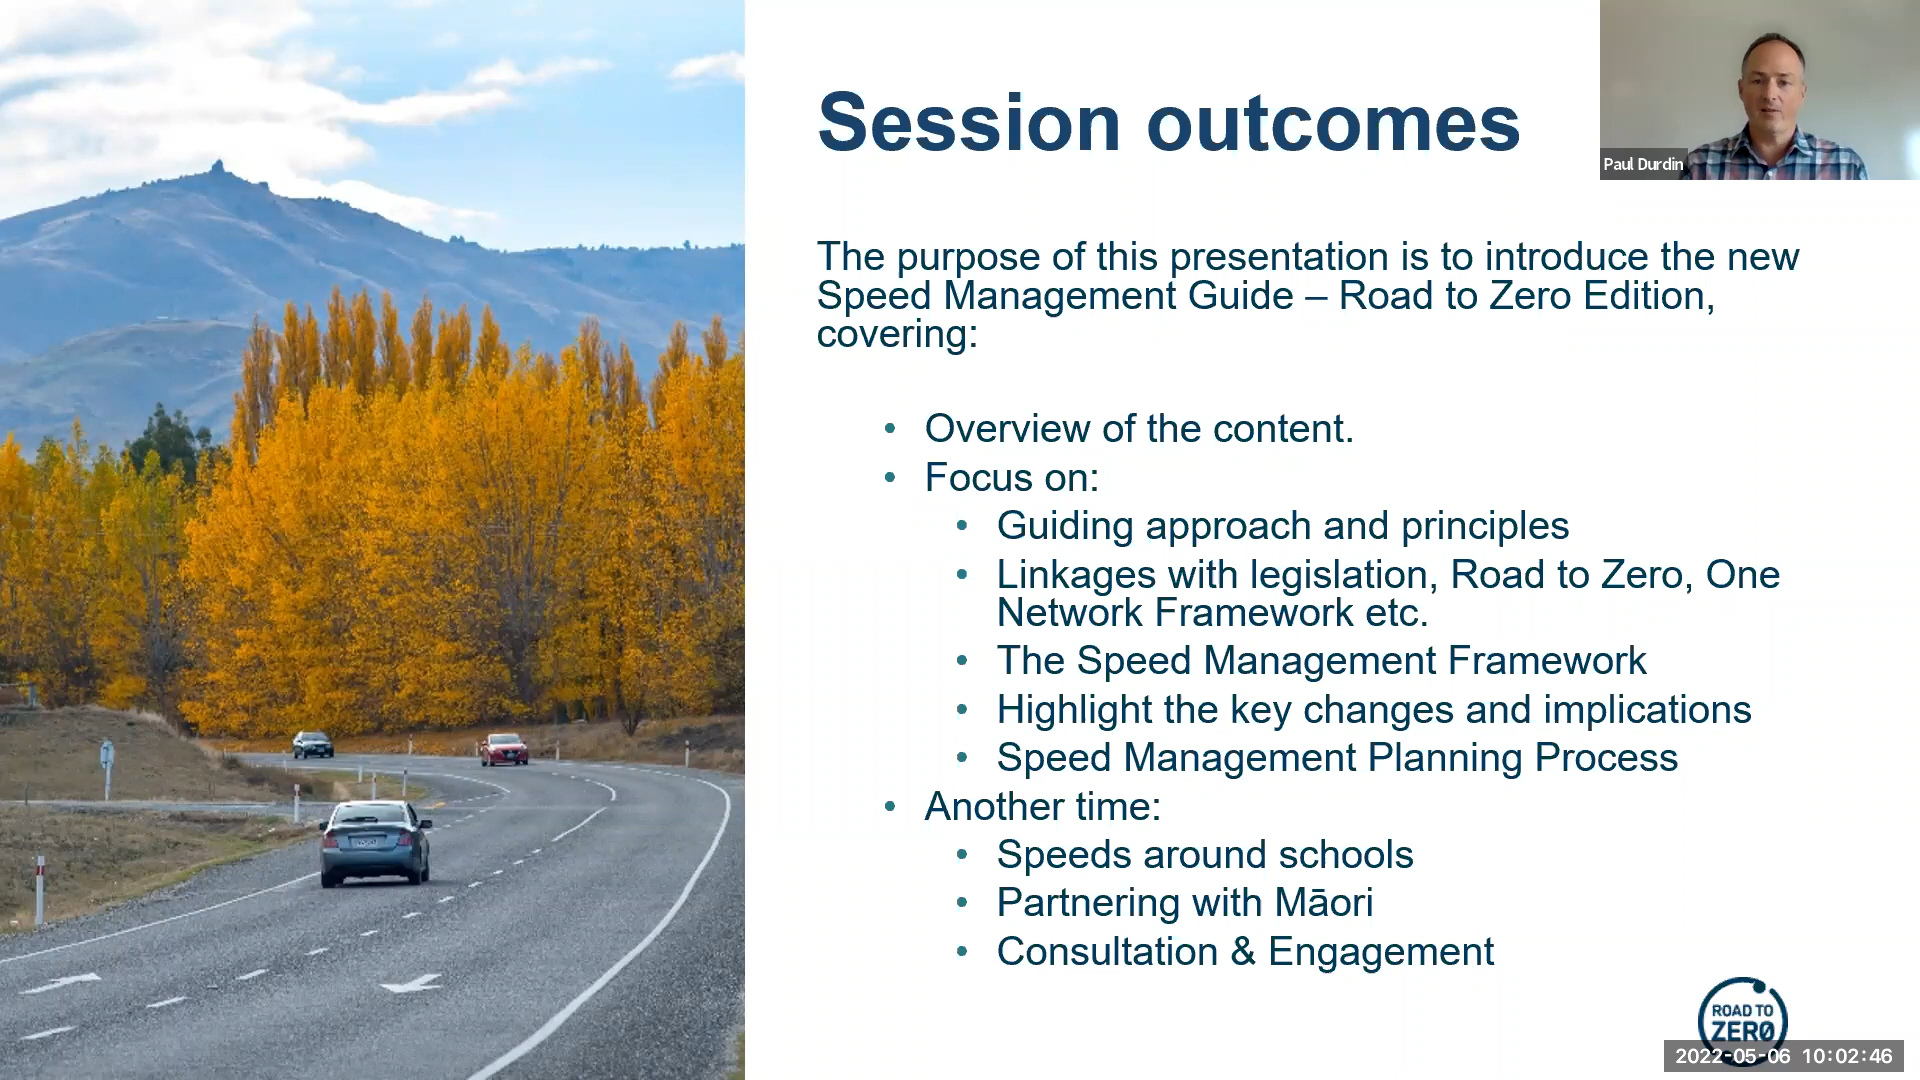 Session outcomes
Paul Durdin
The purpose of this presentation is to introduce the new
Speed Management Guide – Road to Zero Edition,
covering:
• Overview of the content.
• Focus on:
• Guiding approach and principles
• Linkages with legislation, Road to Zero, One
Network Framework etc.
• The Speed Management Framework
• Highlight the key changes and implications
• Speed Management Planning Process
• Another time:
• Speeds around schools
• Partnering with Māori
• Consultation & Engagement
ROAD TO
ZERO
2022-05-06 10:02:46